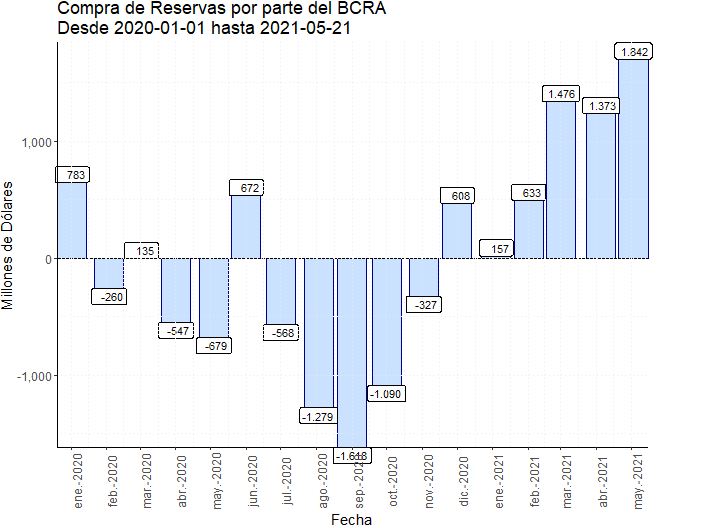 Compra de Reservas por parte del BCRA
Desde 2020-01-01 hasta 2021-05-21
Millones de Dólares
1,000
0
-1,000
783
-260
135
-547
-679
672
-568
-1.279
-1.618
-1.090
-327
608
157
633
1.476
1.373
1.842
ene.-2020
feb.-2020
mar.-2020
abr.-2020
may.-2020
jun.-2020
jul.-2020
ago.-2020
sep.-2020
oct.-2020
nov.-2020
dic.-2020
ene.-2021
feb.-2021
mar.-2021
abr.-2021
may.-2021
Fecha